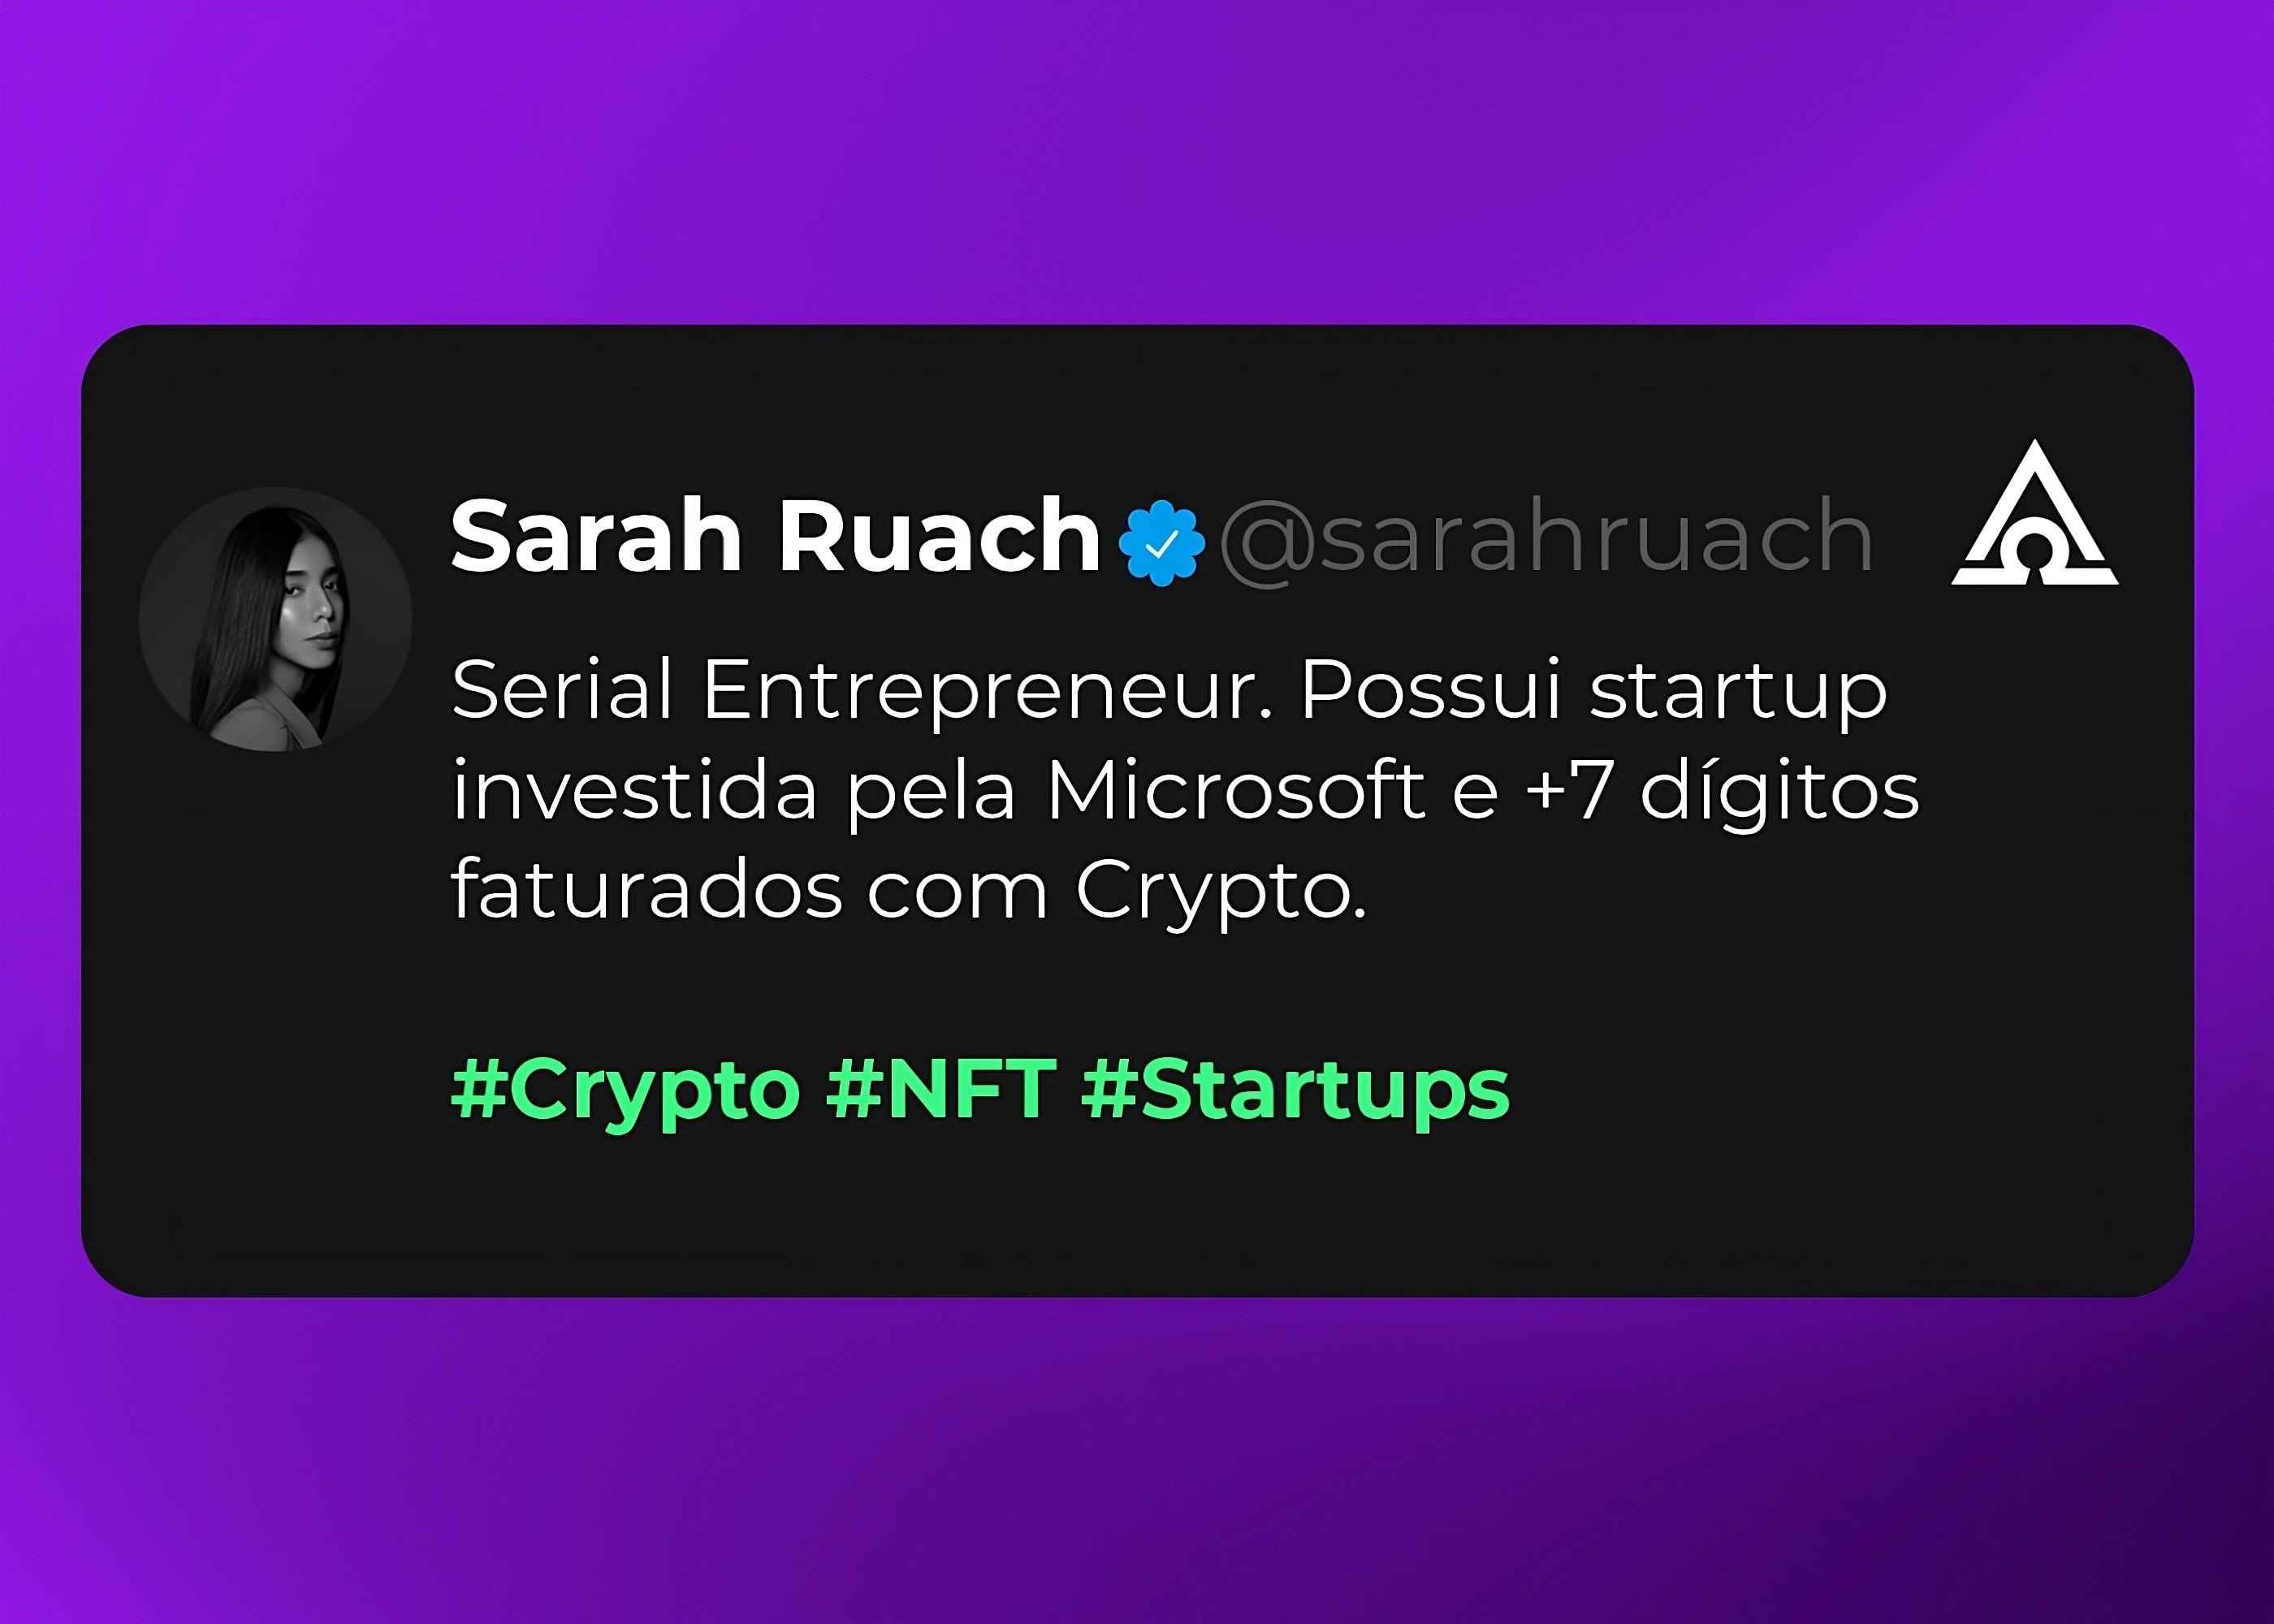 Sarah Ruach @sarahruach
Serial Entrepreneur. Possui startup
investida pela Microsoft e +7 dígitos
faturados com Crypto.
#Crypto #NFT #Startups